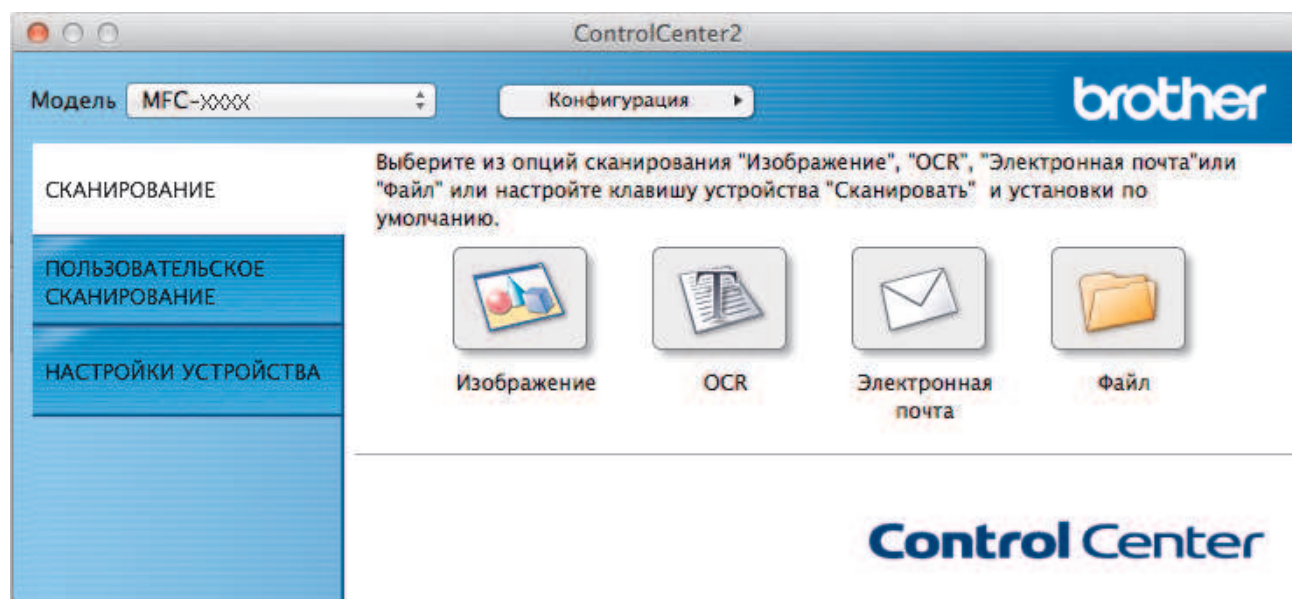 ControlCenter2
Модель MFC-XXXX Конфигурация
brother
СКАНИРОВАНИЕ
ПОЛЬЗОВАТЕЛЬСКОЕ
СКАНИРОВАНИЕ
НАСТРОЙКИ УСТРОЙСТВА
Выберите из опций сканирования "Изображение", "OCR", "Электронная почта"или
"Файл" или настройте клавишу устройства "Сканировать" и установки по
умолчанию.
Изображение
OCR
Электронная
почта
Файл
Control Center